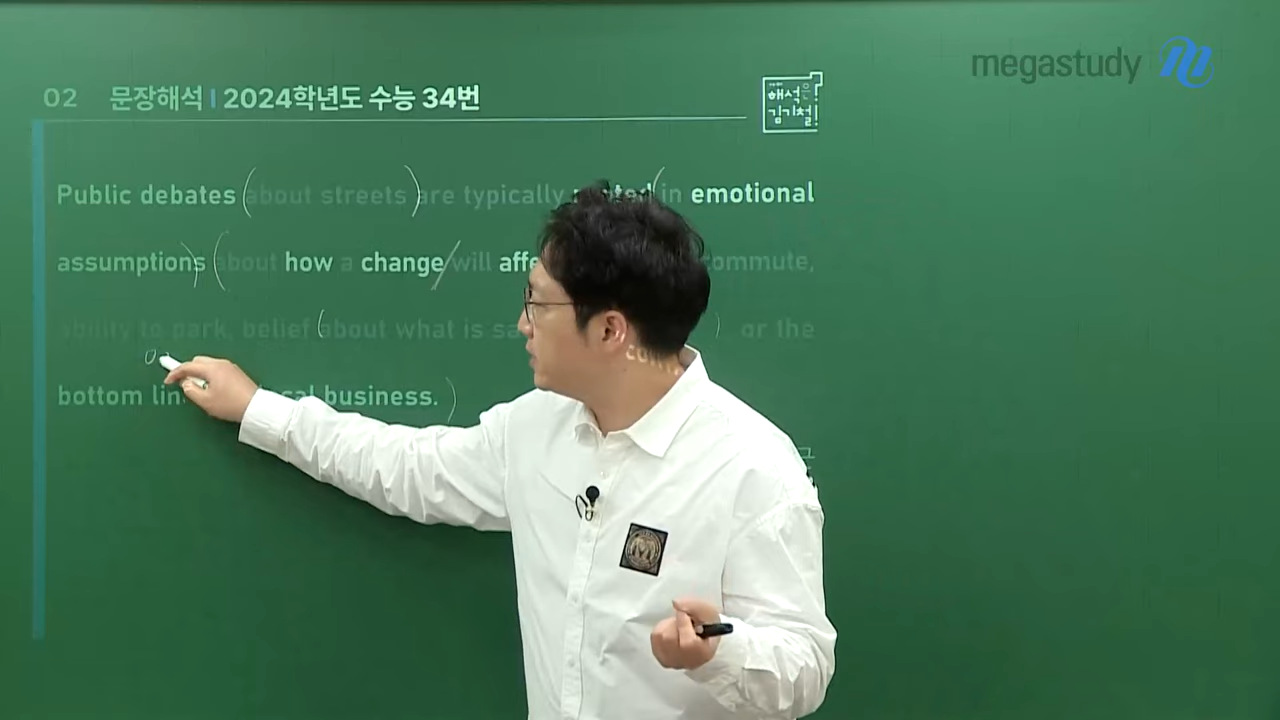 megastudy
02 문장해석 | 2024학년도 수능 34번
해석은!
김기철!
Public debates (about streets) are typically rooted in emotional
assumptions) (about how a change/will affe commute,
ability to park, belief (about what is sa ) or the
bottom lin cal business.)